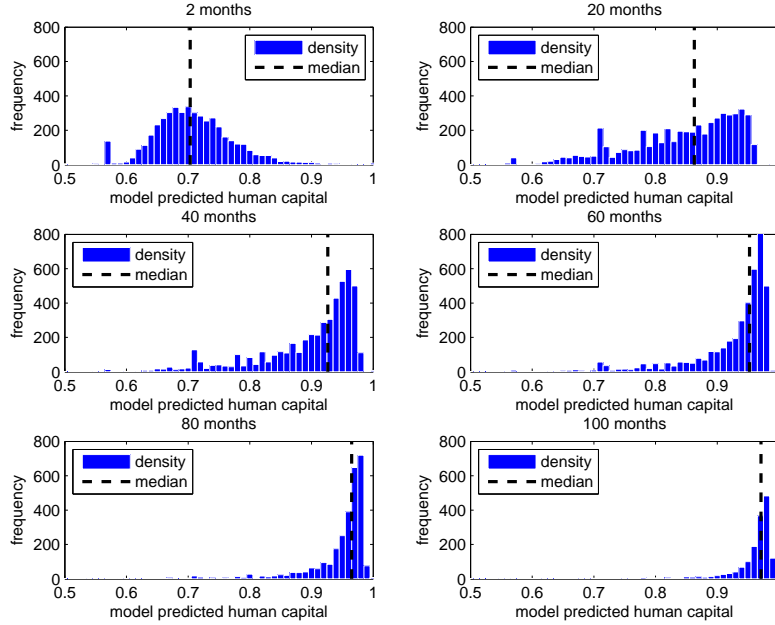 2 months
800
600
400
200
0
frequency
density
median
0.5 0.6 0.7 0.8 0.9 1
model predicted human capital
20 months
800
600
400
200
0
frequency
density
median
0.5 0.6 0.7 0.8 0.9
model predicted human capital
40 months
800
600
400
200
0
frequency
density
median
0.5 0.6 0.7 0.8 0.9 1
model predicted human capital
60 months
800
600
400
200
0
frequency
density
median
0.5 0.6 0.7 0.8 0.9
model predicted human capital
80 months
800
600
400
200
0
frequency
density
median
0.5 0.6 0.7 0.8 0.9 1
model predicted human capital
100 months
800
600
400
200
0
frequency
density
median
0.5 0.6 0.7 0.8 0.9
model predicted human capital